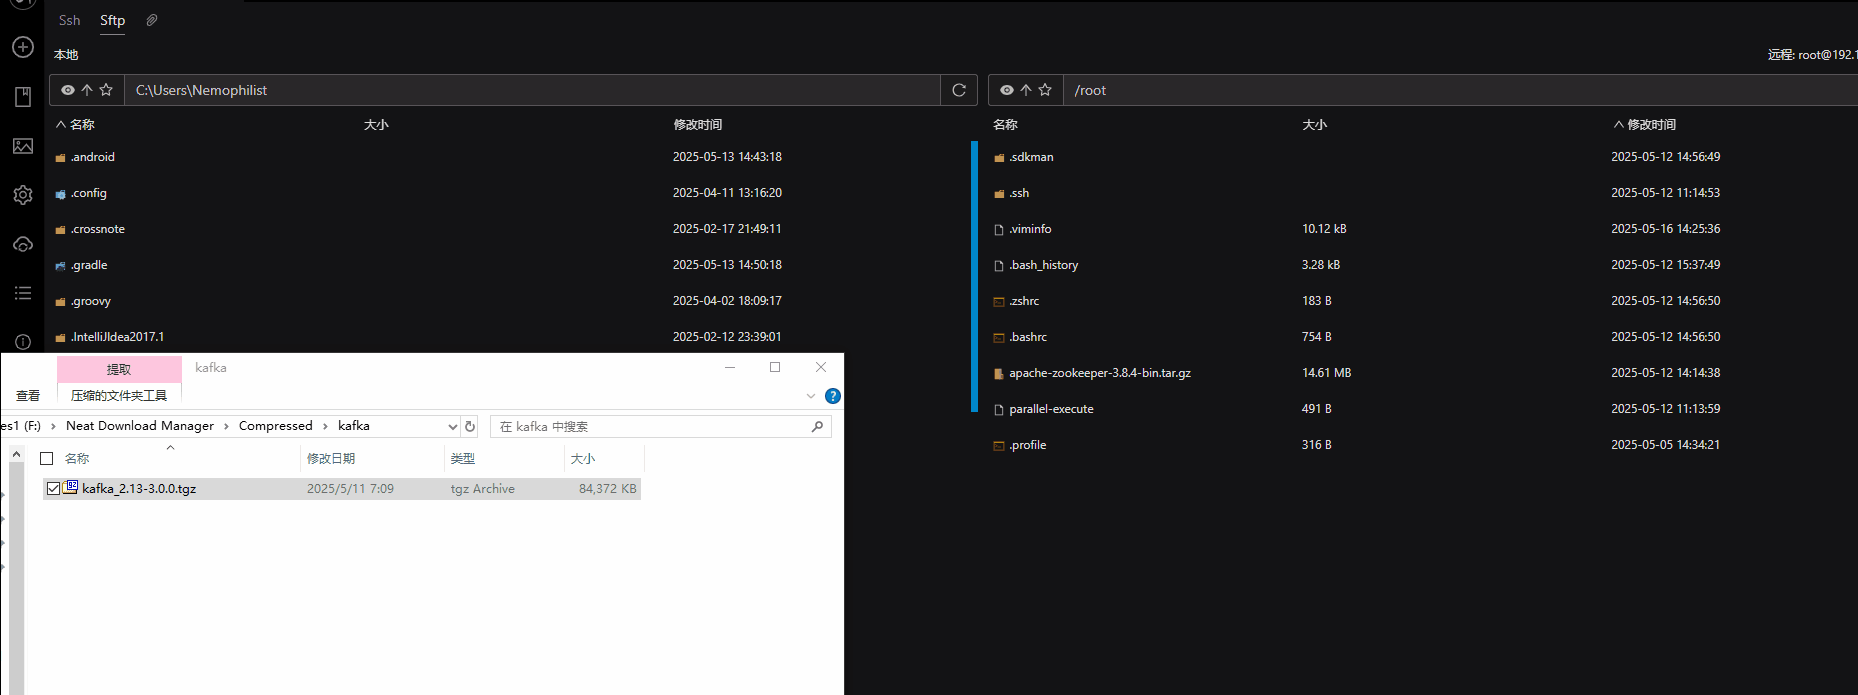 Ssh Sftp
本地
远程: root@192.1
C:\Users\Nemophilist
/root
名称 大小 修改时间
名称 大小 修改时间
.android 2025-05-13 14:43:18
.config 2025-04-11 13:16:20
.crossnote 2025-02-17 21:49:11
.gradle 2025-05-13 14:50:18
.groovy 2025-04-02 18:09:17
.IntelliJIdea2017.1 2025-02-12 23:39:01
.sdkman 2025-05-12 14:56:49
.ssh 2025-05-12 11:14:53
.viminfo 10.12 kB 2025-05-16 14:25:36
.bash_history 3.28 kB 2025-05-12 15:37:49
.zshrc 183 B 2025-05-12 14:56:50
.bashrc 754 B 2025-05-12 14:56:50
apache-zookeeper-3.8.4-bin.tar.gz 14.61 MB 2025-05-12 14:14:38
parallel-execute 491 B 2025-05-12 11:13:59
.profile 316 B 2025-05-05 14:34:21
提取 kafka
查看 压缩的文件夹工具
es1 (F:) › Neat Download Manager › Compressed › kafka
在 kafka 中搜索
名称 修改日期 类型 大小
kafka_2.13-3.0.0.tgz 2025/5/11 7:09 tgz Archive 84,372 KB